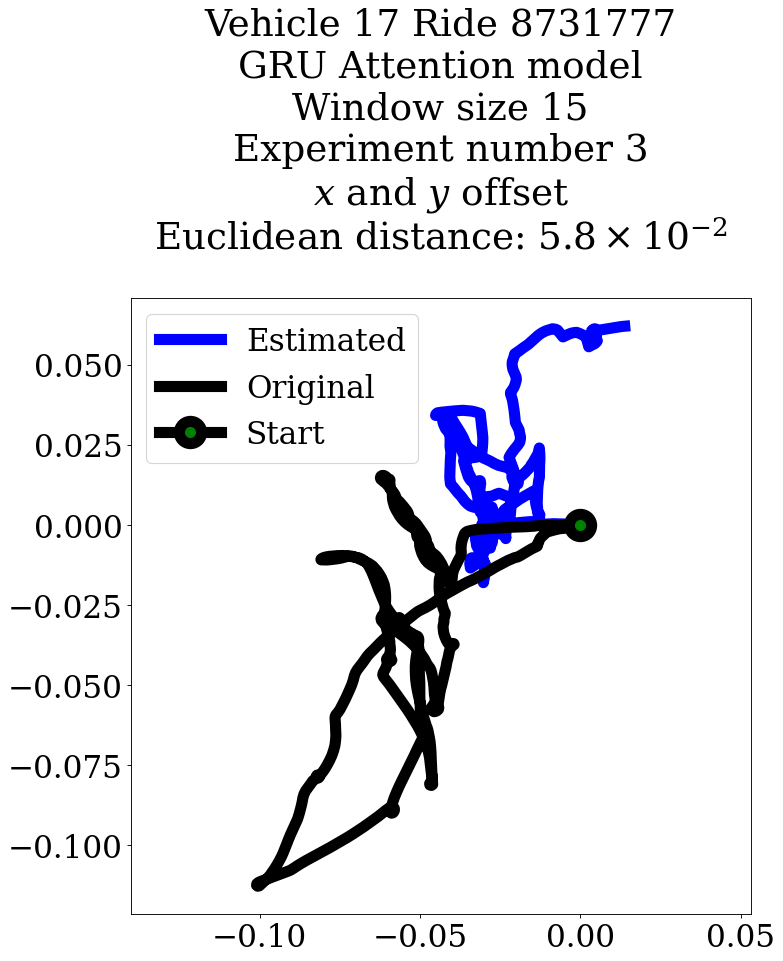 Vehicle 17 Ride 8731777
GRU Attention model
Window size 15
Experiment number 3
x and y offset
Euclidean distance: 5.8 × 10⁻²
Estimated
Original
Start
0.050
0.025
0.000
−0.025
−0.050
−0.075
−0.100
−0.10 −0.05 0.00 0.05